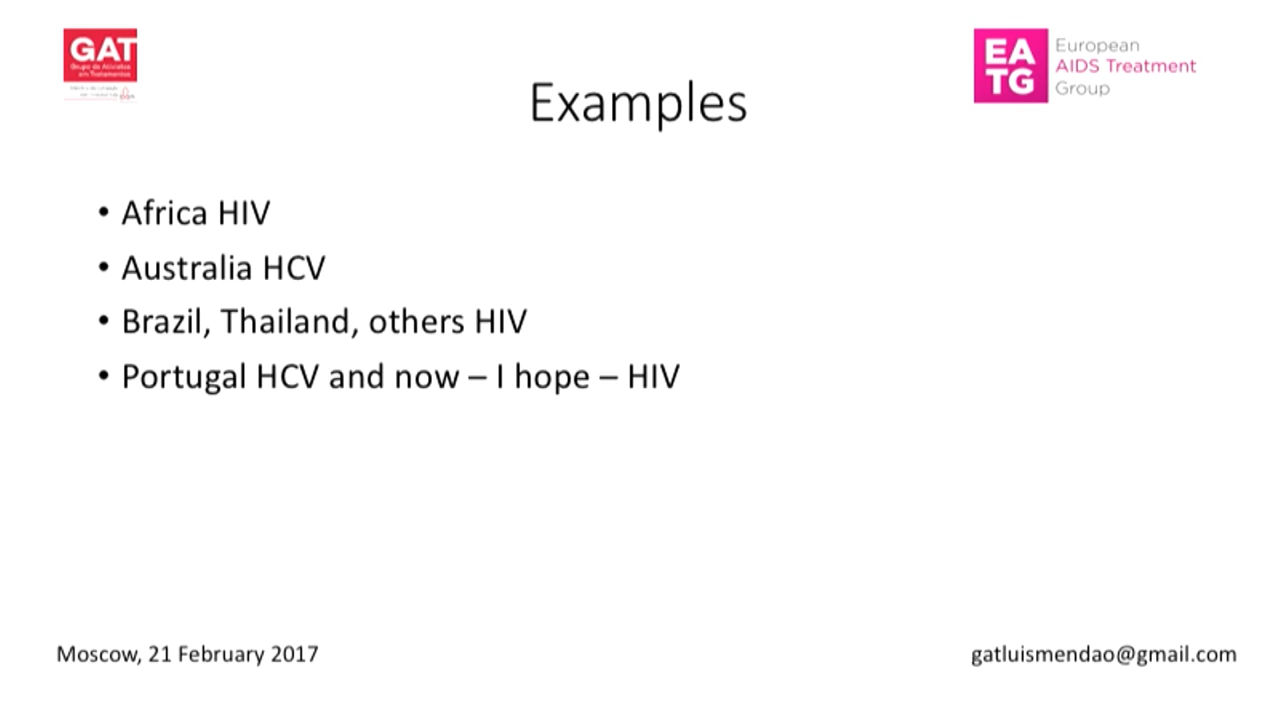 GAT
Grupo de Ativistas
em Tratamentos
Examples
EA
TG
European
AIDS Treatment
Group
• Africa HIV
• Australia HCV
• Brazil, Thailand, others HIV
• Portugal HCV and now – I hope – HIV
Moscow, 21 February 2017
gatluismendao@gmail.com